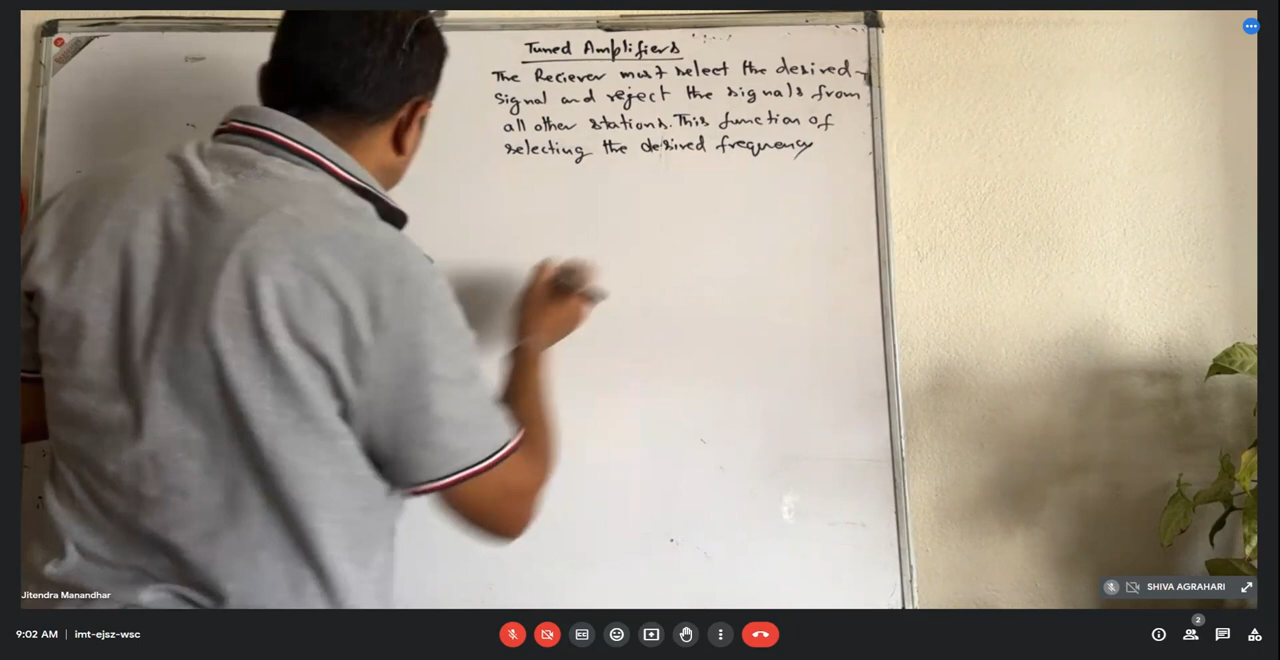 Tuned Amplifiers
The Reciever must select the desired-
signal and reject the signals from
all other stations. This function of
selecting the desired frequency
Jitendra Manandhar
SHIVA AGRAHARI
9:02 AM | imt-ejsz-wsc
2